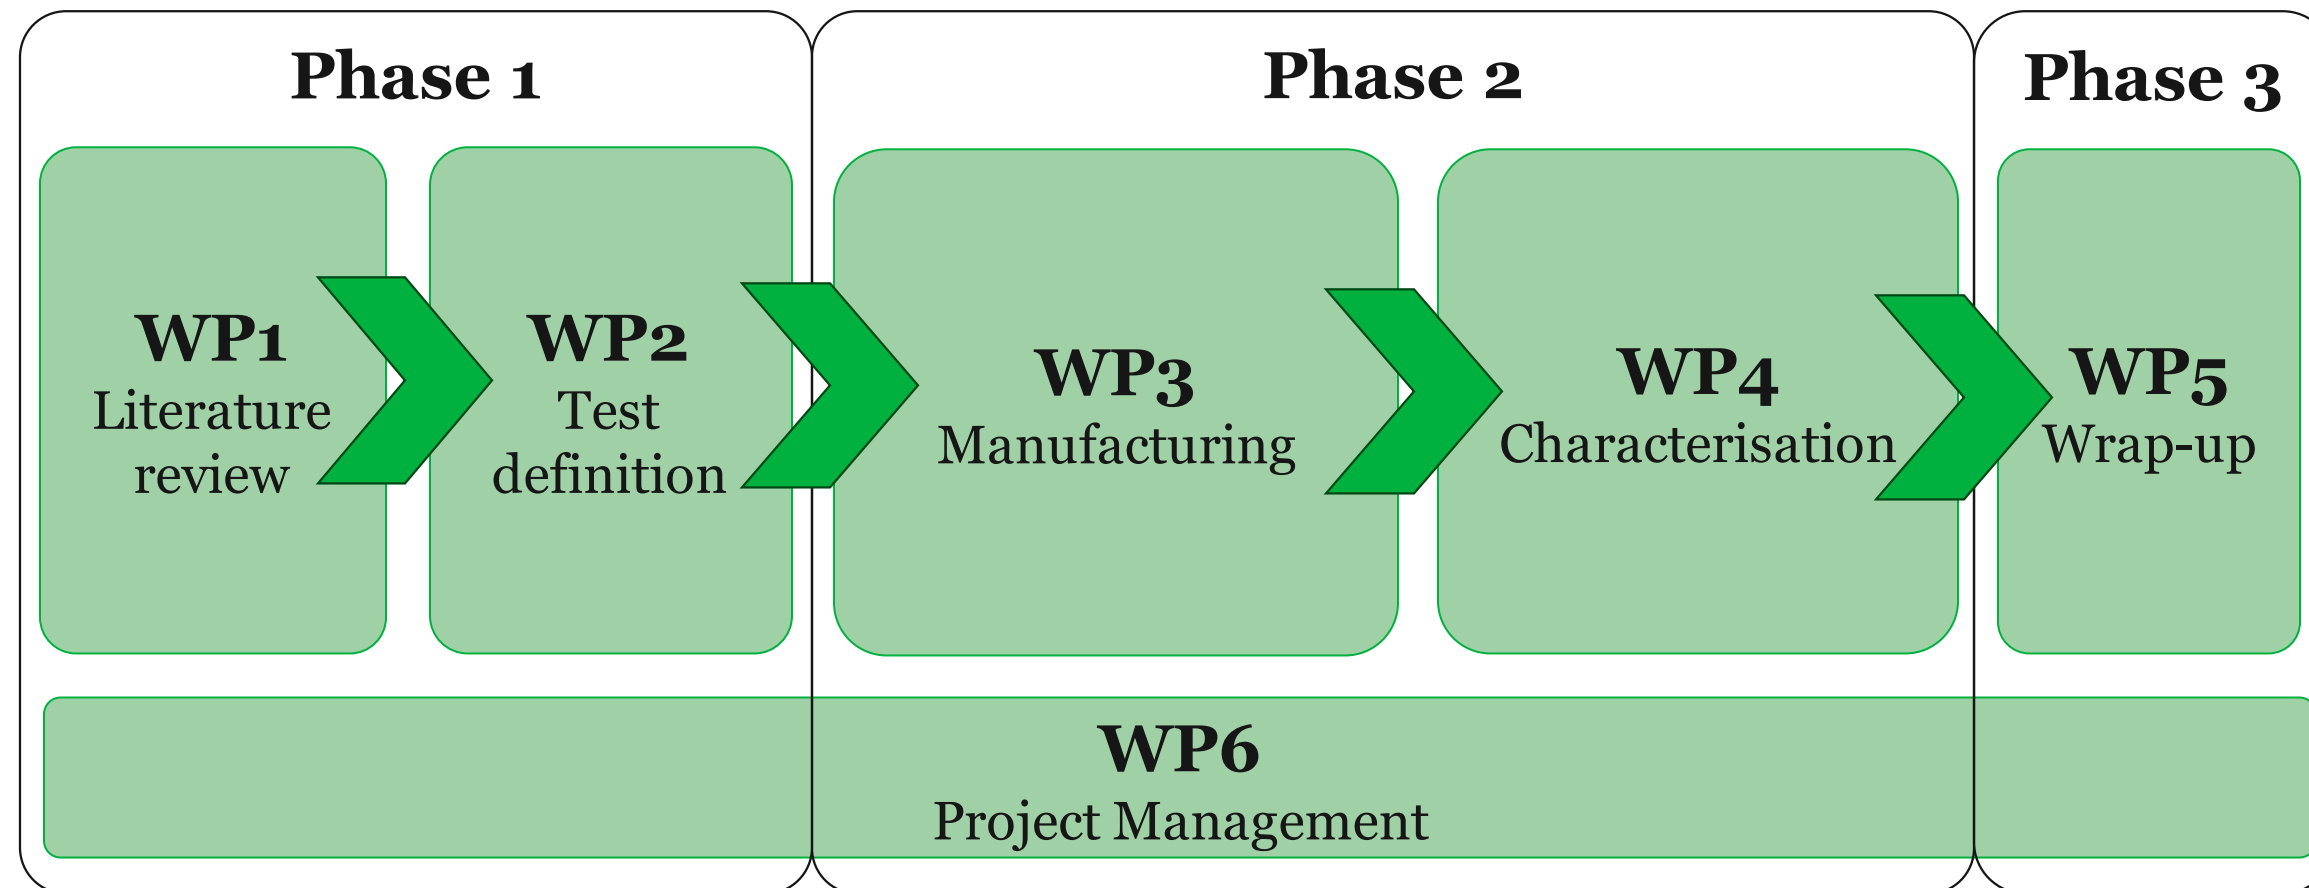 Phase 1
Phase 2
Phase 3
WP1
Literature
review
WP2
Test
definition
WP3
Manufacturing
WP4
Characterisation
WP5
Wrap-up
WP6
Project Management